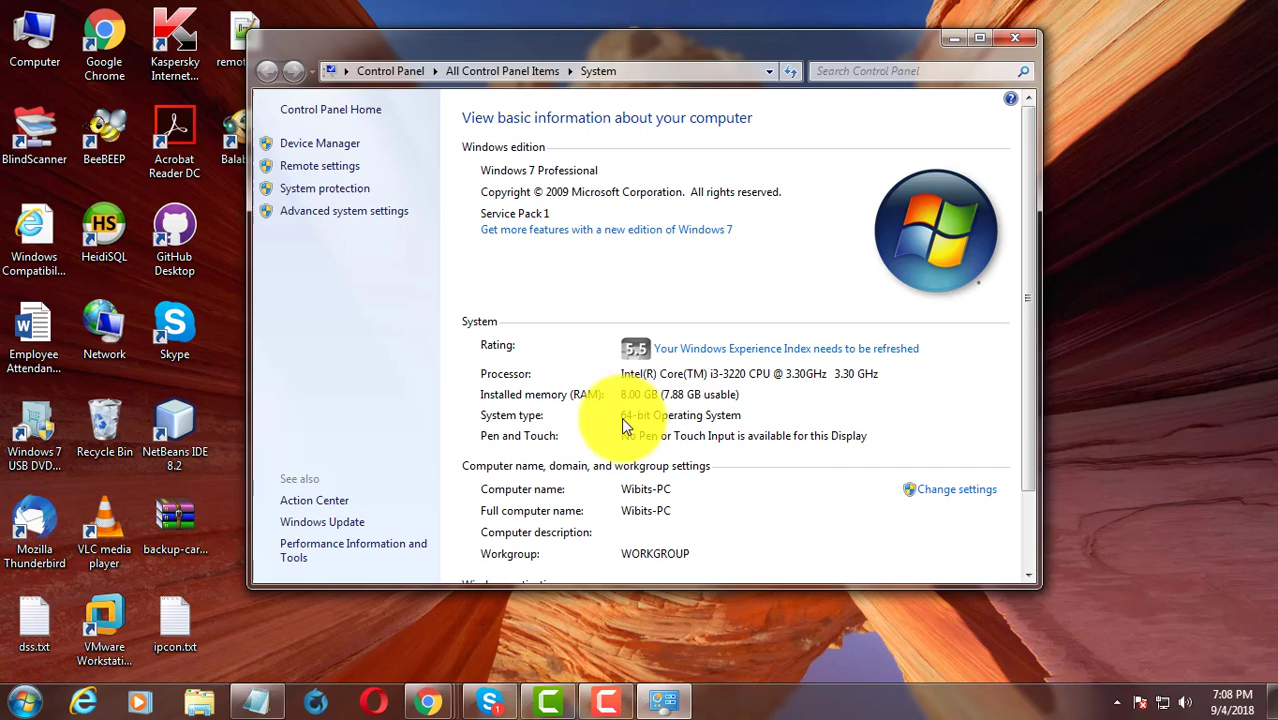 Computer
Google
Chrome
Kaspersky
Internet...
remot
BlindScanner
BeeBEEP
Acrobat
Reader DC
Balab
Windows
Compatibil...
HeidiSQL
GitHub
Desktop
Employee
Attendan...
Network
Skype
Windows 7
USB DVD...
Recycle Bin
NetBeans IDE
8.2
Mozilla
Thunderbird
VLC media
player
backup-car...
dss.txt
VMware
Workstati...
ipcon.txt
Control Panel
All Control Panel Items
System
Search Control Panel
Control Panel Home
Device Manager
Remote settings
System protection
Advanced system settings
See also
Action Center
Windows Update
Performance Information and
Tools
View basic information about your computer
Windows edition
Windows 7 Professional
Copyright © 2009 Microsoft Corporation.  All rights reserved.
Service Pack 1
Get more features with a new edition of Windows 7
System
Rating:
5.5 Your Windows Experience Index needs to be refreshed
Processor: Intel(R) Core(TM) i3-3220 CPU @ 3.30GHz  3.30 GHz
Installed memory (RAM): 8.00 GB (7.88 GB usable)
System type: 64-bit Operating System
Pen and Touch: No Pen or Touch Input is available for this Display
Computer name, domain, and workgroup settings
Computer name: Wibits-PC
Change settings
Full computer name: Wibits-PC
Computer description:
Workgroup: WORKGROUP
7:08 PM
9/4/2018